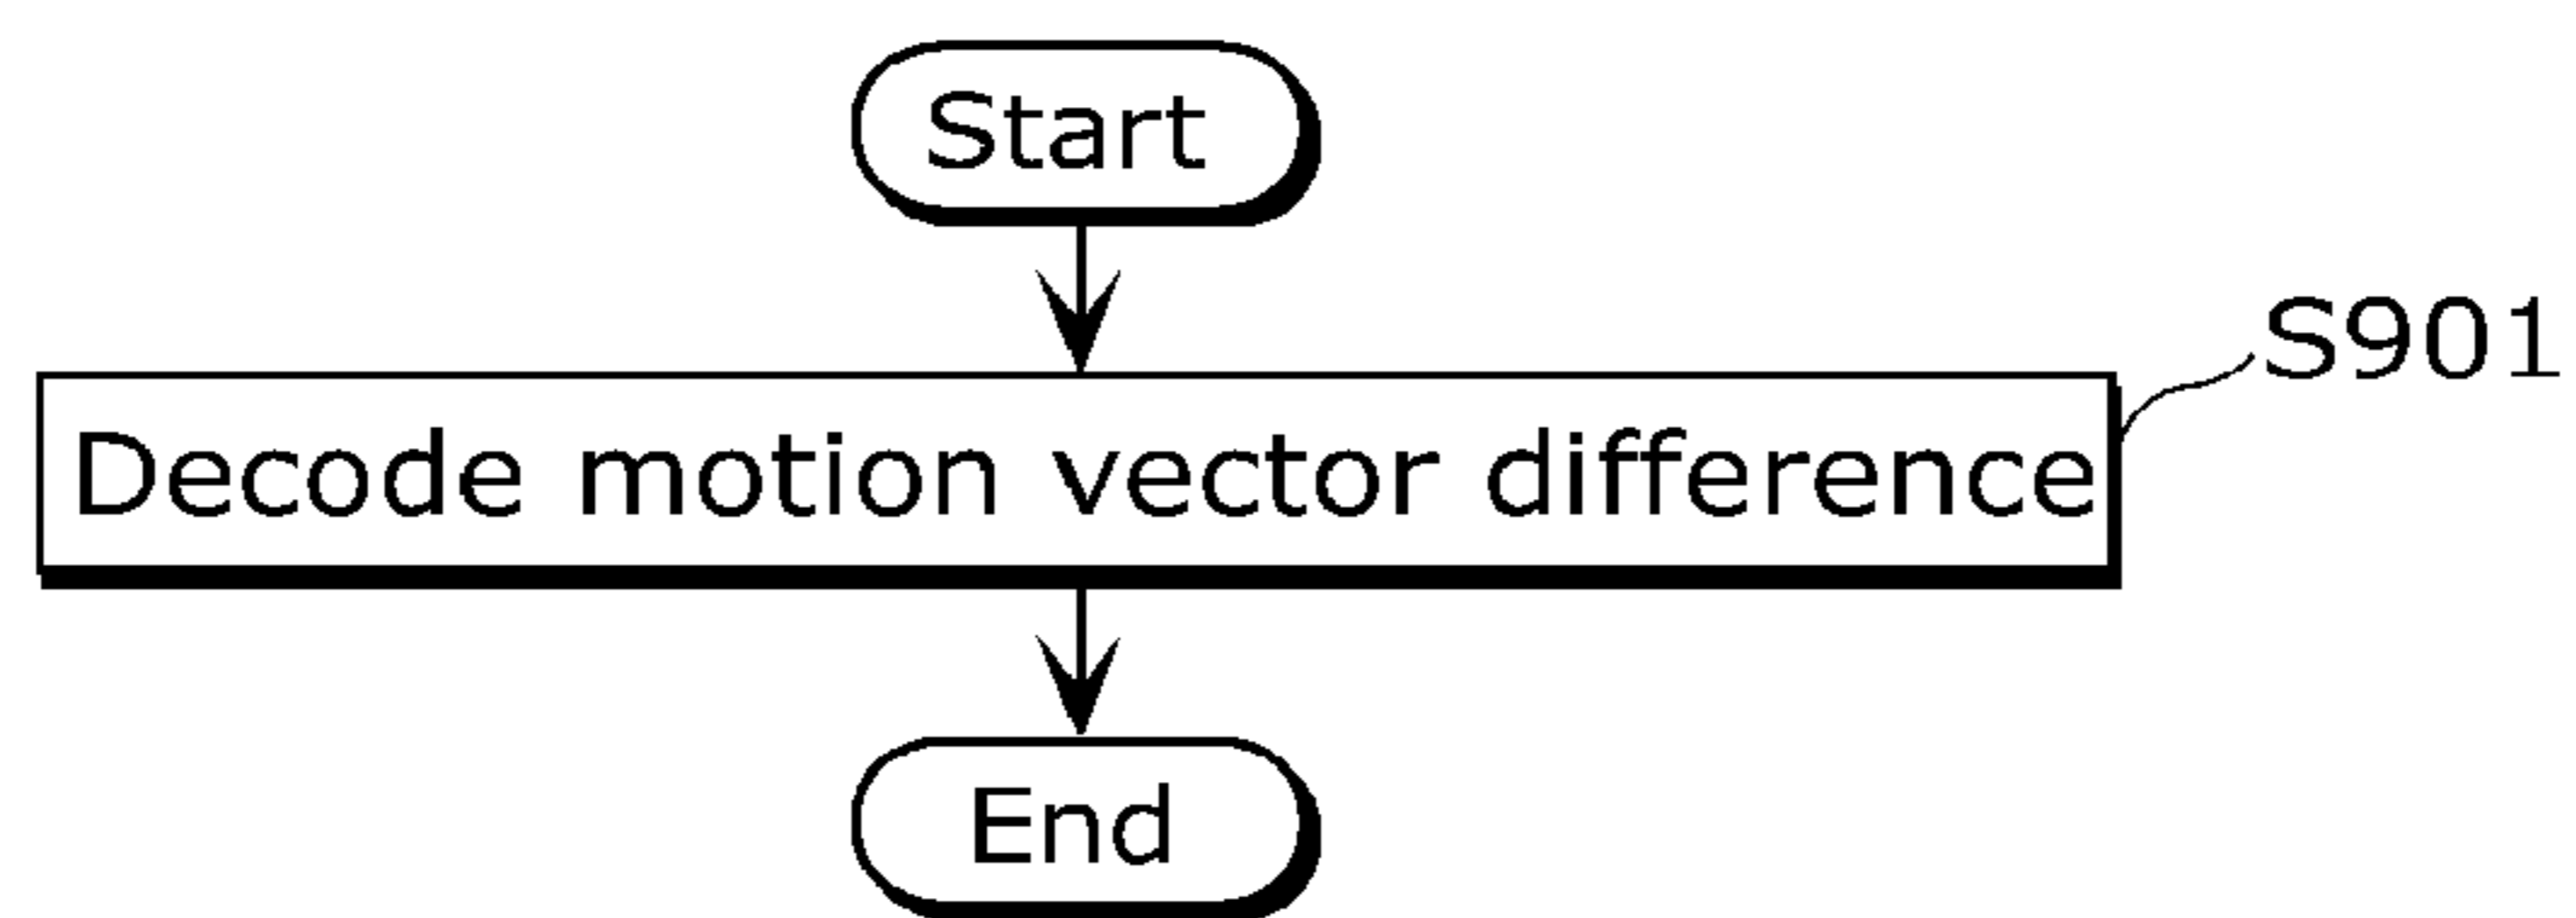 Start
S901
Decode motion vector difference
End